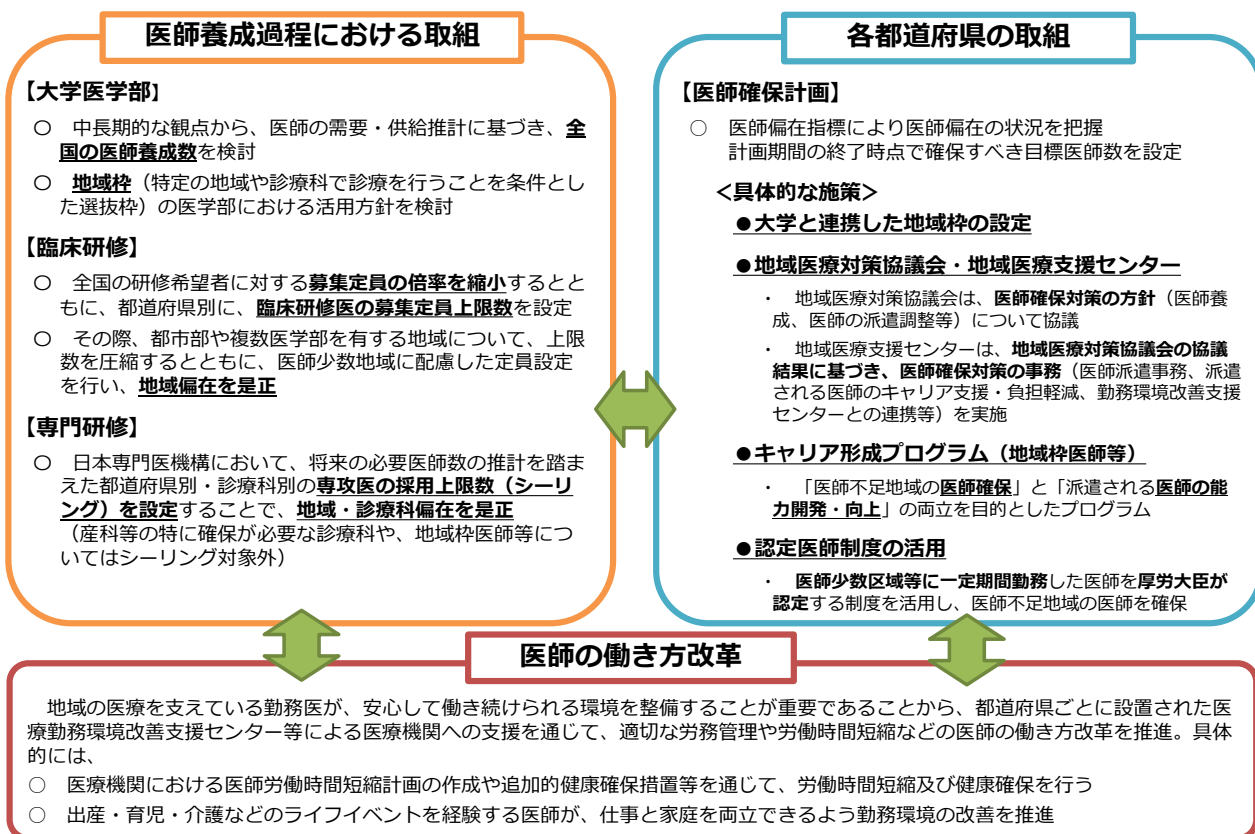 医師養成過程における取組
【大学医学部】
〇　中長期的な観点から、医師の需要・供給推計に基づき、全
国の医師養成数を検討
〇　地域枠（特定の地域や診療科で診療を行うことを条件とし
た選抜枠）の医学部における活用方針を検討
【臨床研修】
〇　全国の研修希望者に対する募集定員の倍率を縮小するとと
もに、都道府県別に、臨床研修医の募集定員上限数を設定
〇　その際、都市部や複数医学部を有する地域について、上限
数を圧縮するとともに、医師少数地域に配慮した定員設定
を行い、地域偏在を是正
【専門研修】
〇　日本専門医機構において、将来の必要医師数の推計を踏ま
えた都道府県別・診療科別の専攻医の採用上限数（シーリ
ング）を設定することで、地域・診療科偏在を是正
（産科等の特に確保が必要な診療科や、地域枠医師等につ
いてはシーリング対象外）
各都道府県の取組
【医師確保計画】
○　医師偏在指標により医師偏在の状況を把握
計画期間の終了時点で確保すべき目標医師数を設定
＜具体的な施策＞
●大学と連携した地域枠の設定
●地域医療対策協議会・地域医療支援センター
・　地域医療対策協議会は、医師確保対策の方針（医師養
成、医師の派遣調整等）について協議
・　地域医療支援センターは、地域医療対策協議会の協議
結果に基づき、医師確保対策の事務（医師派遣事務、派遣
される医師のキャリア支援・負担軽減、勤務環境改善支援
センターとの連携等）を実施
●キャリア形成プログラム（地域枠医師等）
・　「医師不足地域の医師確保」と「派遣される医師の能
力開発・向上」の両立を目的としたプログラム
●認定医師制度の活用
・　医師少数区域等に一定期間勤務した医師を厚労大臣が
認定する制度を活用し、医師不足地域の医師を確保
医師の働き方改革
地域の医療を支えている勤務医が、安心して働き続けられる環境を整備することが重要であることから、都道府県ごとに設置された医
療勤務環境改善支援センター等による医療機関への支援を通じて、適切な労務管理や労働時間短縮などの医師の働き方改革を推進。具体
的には、
○　医療機関における医師労働時間短縮計画の作成や追加的健康確保措置等を通じて、労働時間短縮及び健康確保を行う
○　出産・育児・介護などのライフイベントを経験する医師が、仕事と家庭を両立できるよう勤務環境の改善を推進